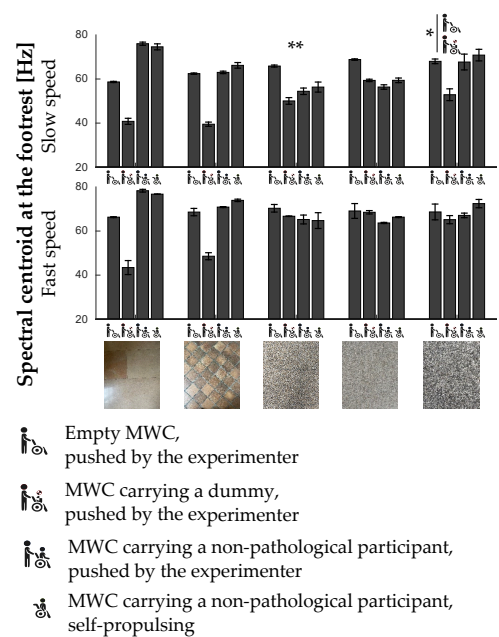 Spectral centroid at the footrest [Hz]
Slow speed
80
60
40
20
**
*
Fast speed
80
60
40
20
Empty MWC,
pushed by the experimenter
MWC carrying a dummy,
pushed by the experimenter
MWC carrying a non-pathological participant,
pushed by the experimenter
MWC carrying a non-pathological participant,
self-propulsing